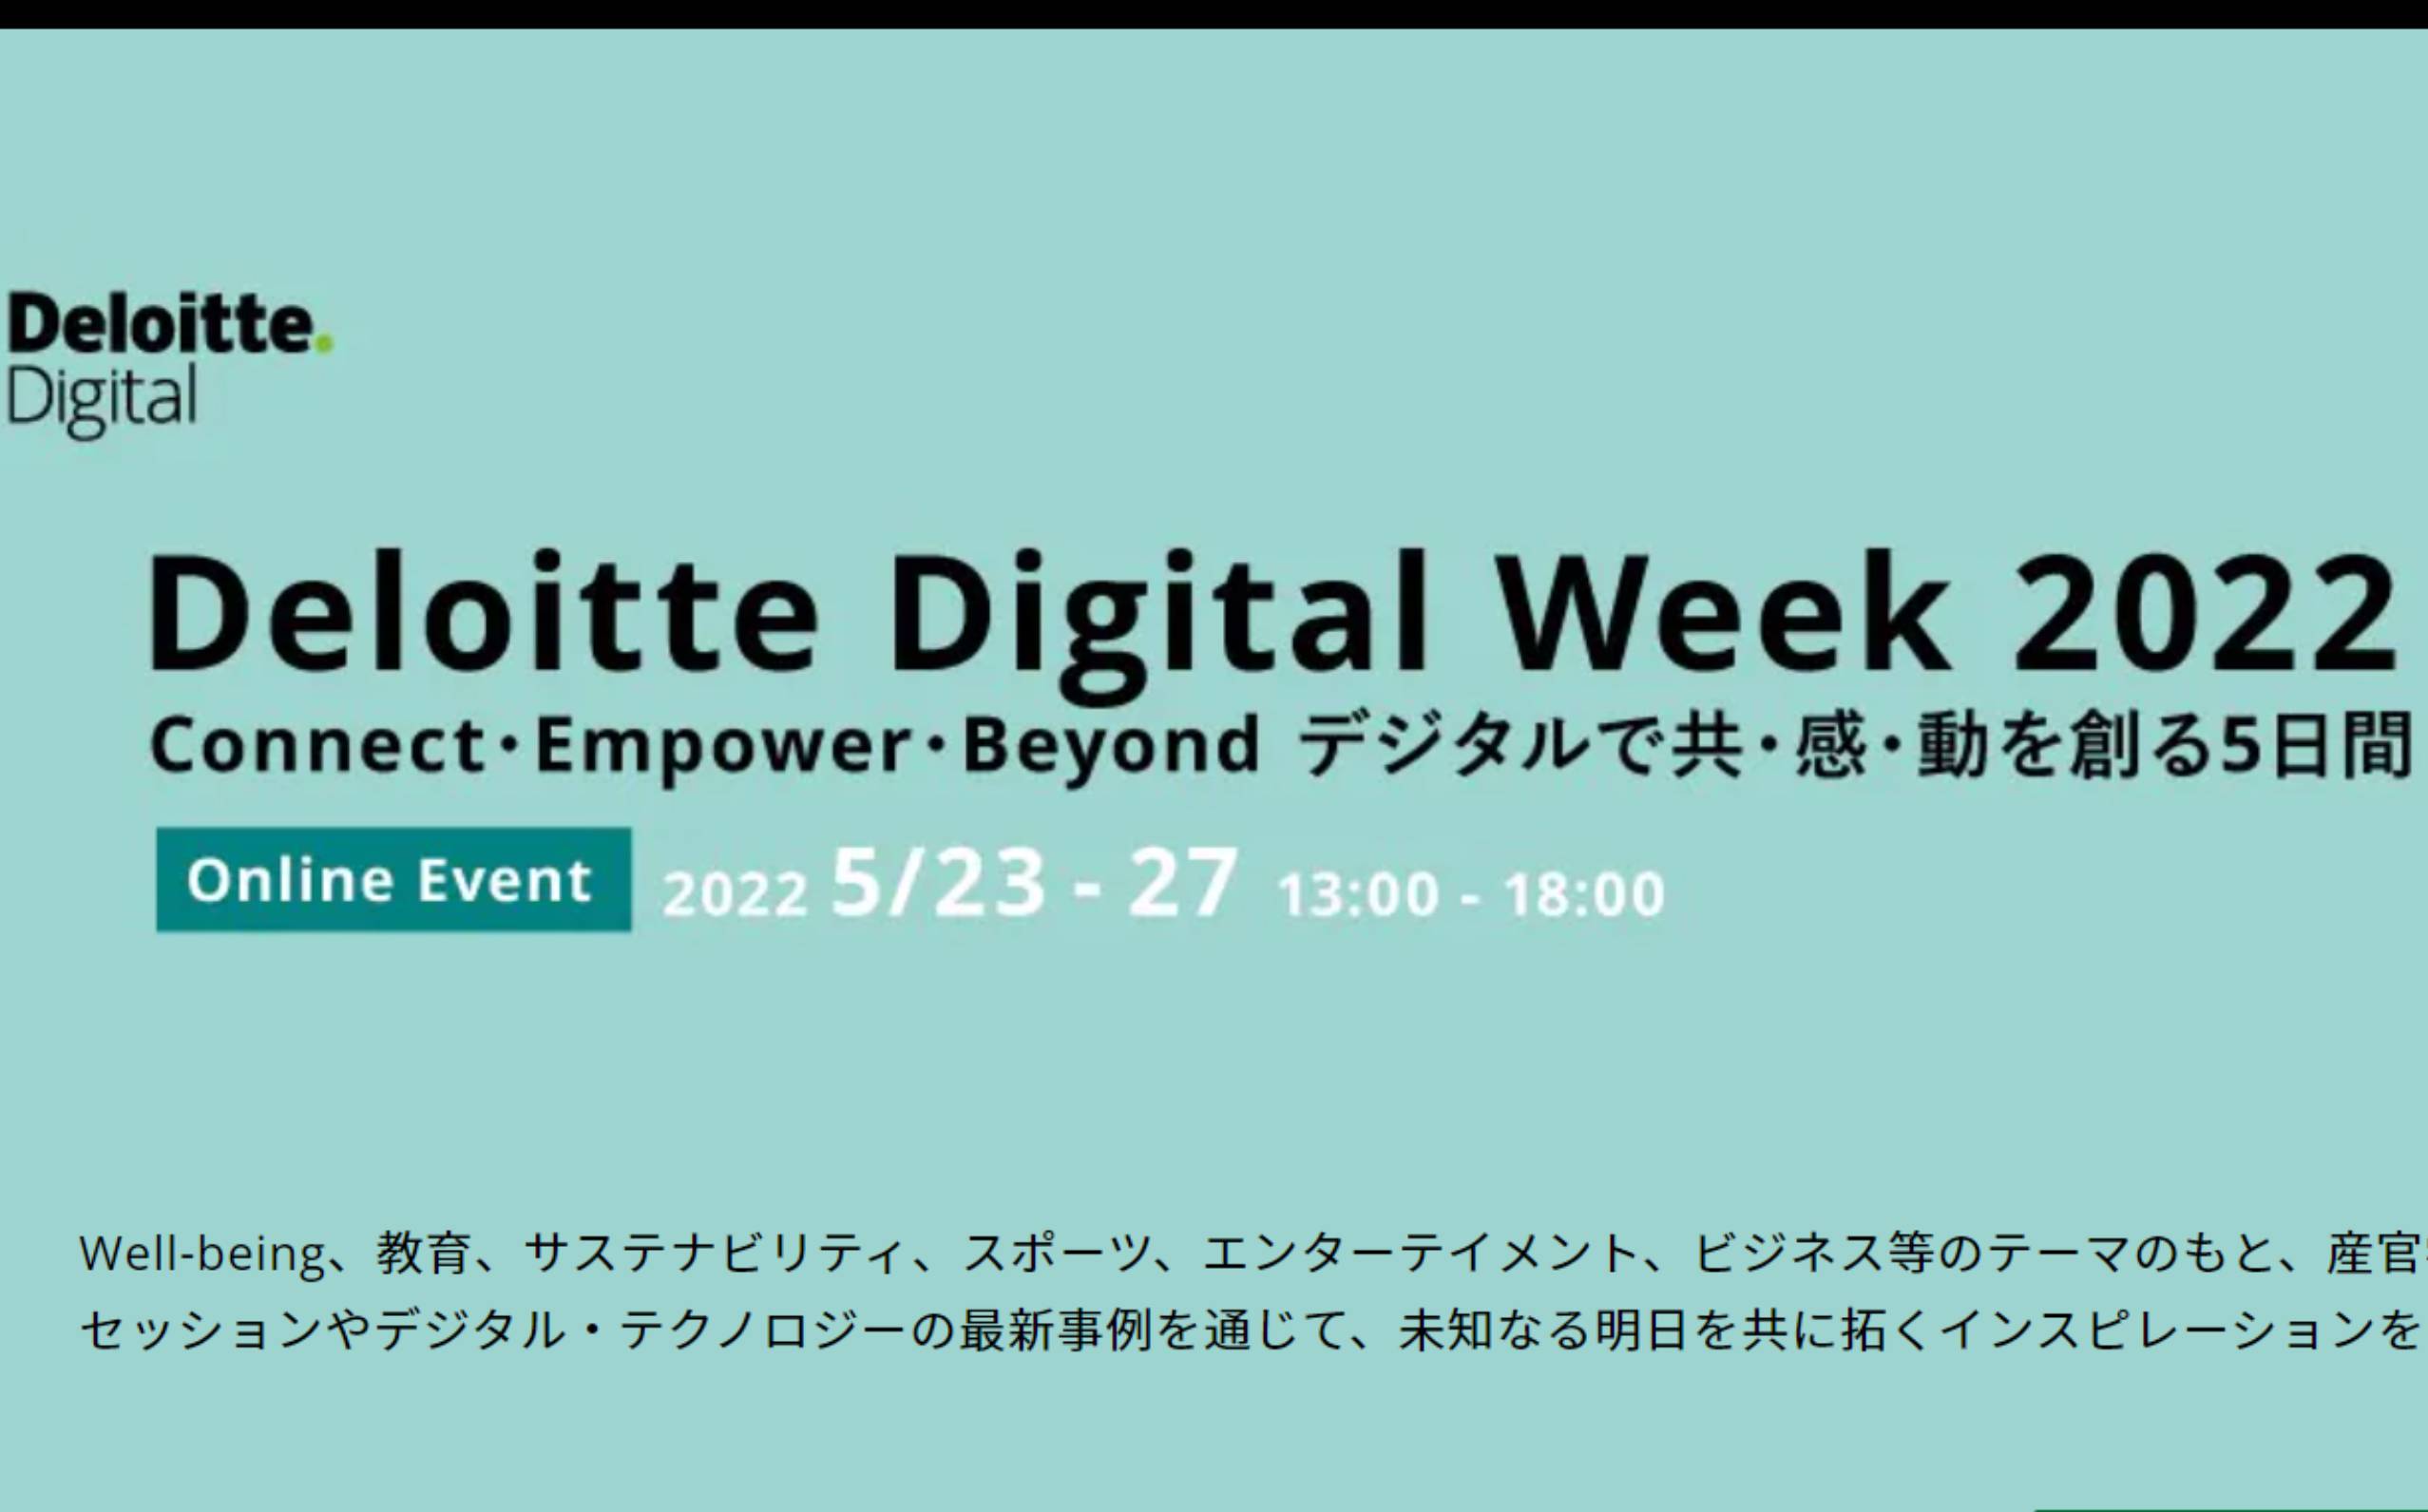 Deloitte.
Digital
Deloitte Digital Week 2022
Connect・Empower・Beyond デジタルで共・感・動を創る5日間
Online Event 2022 5/23 - 27 13:00 - 18:00
Well-being、教育、サステナビリティ、スポーツ、エンターテイメント、ビジネス等のテーマのもと、産官
セッションやデジタル・テクノロジーの最新事例を通じて、未知なる明日を共に拓くインスピレーションを